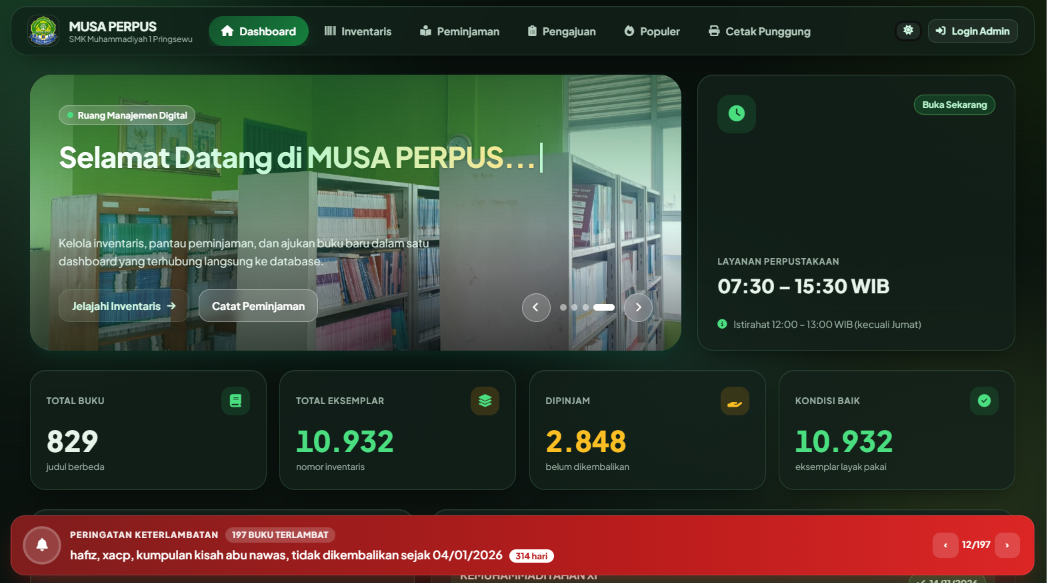 MUSA PERPUS
SMK Muhammadiyah 1 Pringsewu
Dashboard
Inventaris
Peminjaman
Pengajuan
Populer
Cetak Punggung
Login Admin
Ruang Manajemen Digital
Selamat Datang di MUSA PERPUS...
Kelola inventaris, pantau peminjaman, dan ajukan buku baru dalam satu
dashboard yang terhubung langsung ke database.
Jelajahi Inventaris →
Catat Peminjaman
Buka Sekarang
LAYANAN PERPUSTAKAAN
07:30 – 15:30 WIB
Istirahat 12:00 – 13:00 WIB (kecuali Jumat)
TOTAL BUKU
829
judul berbeda
TOTAL EKSEMPLAR
10.932
nomor inventaris
DIPINJAM
2.848
belum dikembalikan
KONDISI BAIK
10.932
eksemplar layak pakai
PERINGATAN KETERLAMBATAN 197 BUKU TERLAMBAT
hafız, xacp, kumpulan kisah abu nawas, tidak dikembalikan sejak 04/01/2026 314 hari
‹ 12/197 ›
KEMUHAMMADIYAHAN XI